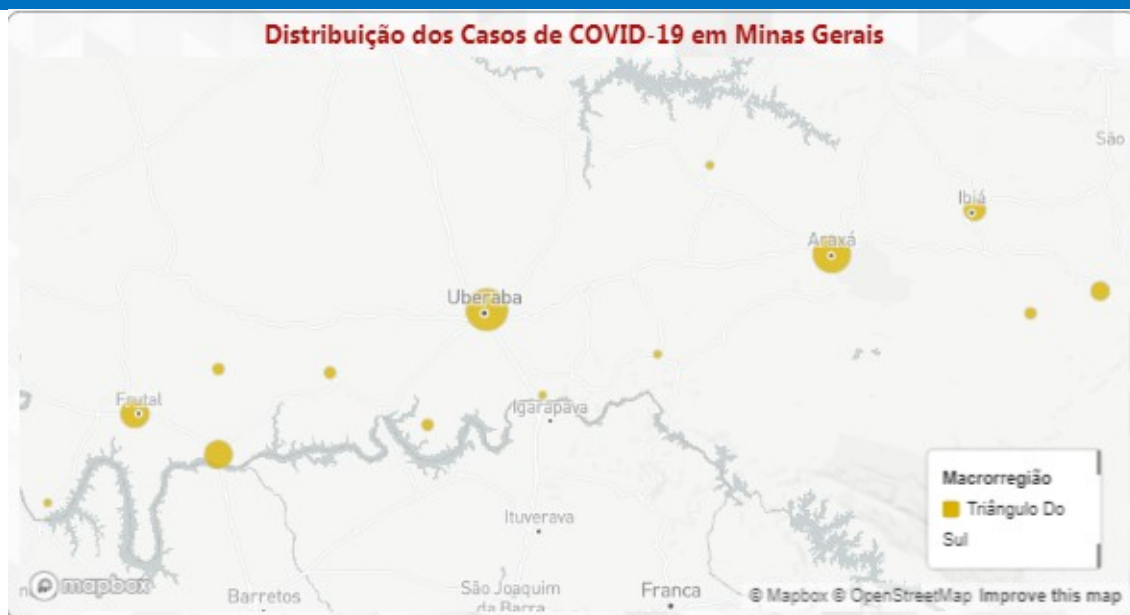 Distribuição dos Casos de COVID-19 em Minas Gerais
São
Ibiá
Araxá
Uberaba
Frutal
Igarapava
Macrorregião
Triângulo Do
Sul
Ituverava
mapbox
Barretos
São Joaquim
da Barra
Franca
© Mapbox © OpenStreetMap Improve this map